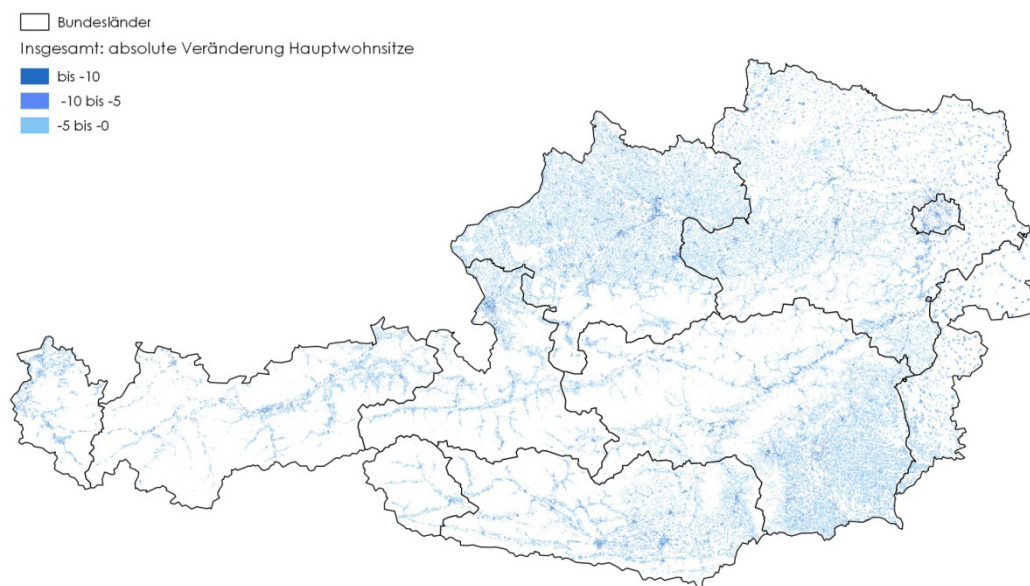 Bundesländer
Insgesamt: absolute Veränderung Hauptwohnsitze
bis -10
-10 bis -5
-5 bis -0